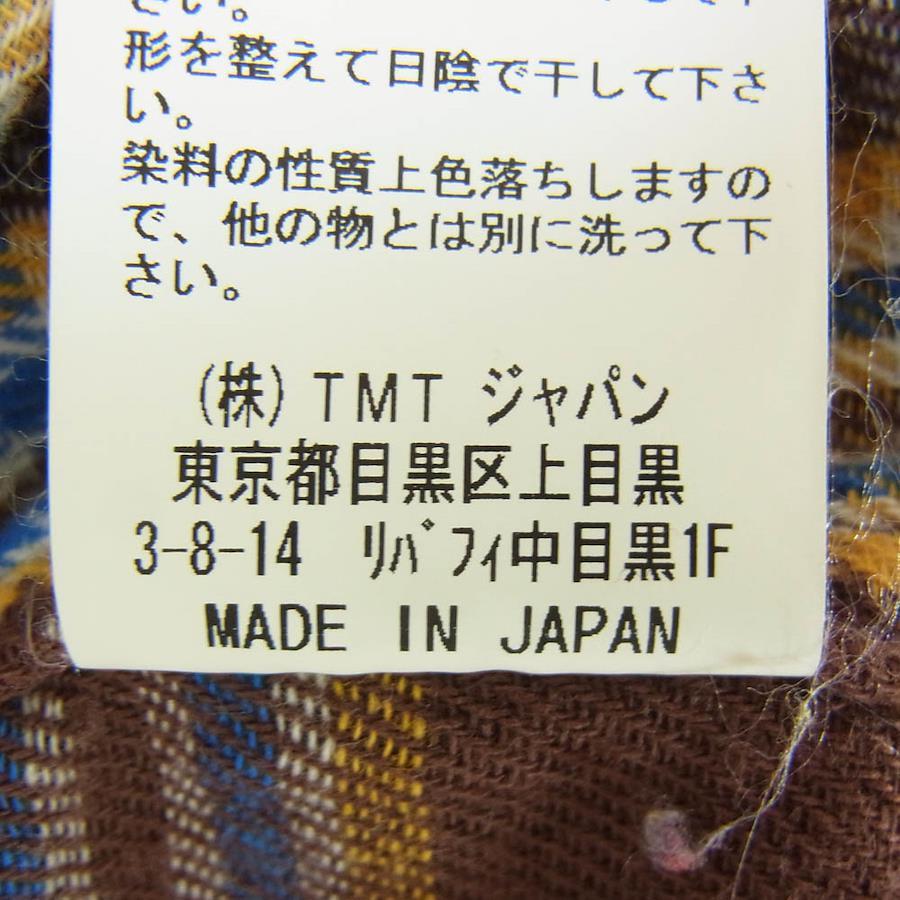 さい。
形を整えて日陰で干して下さ
い。
染料の性質上色落ちしますの
で、他の物とは別に洗って下
さい。
(株)TMT ジャパン
東京都目黒区上目黒
3-8-14 ﾘﾊﾞﾌｨ中目黒1F
MADE IN JAPAN